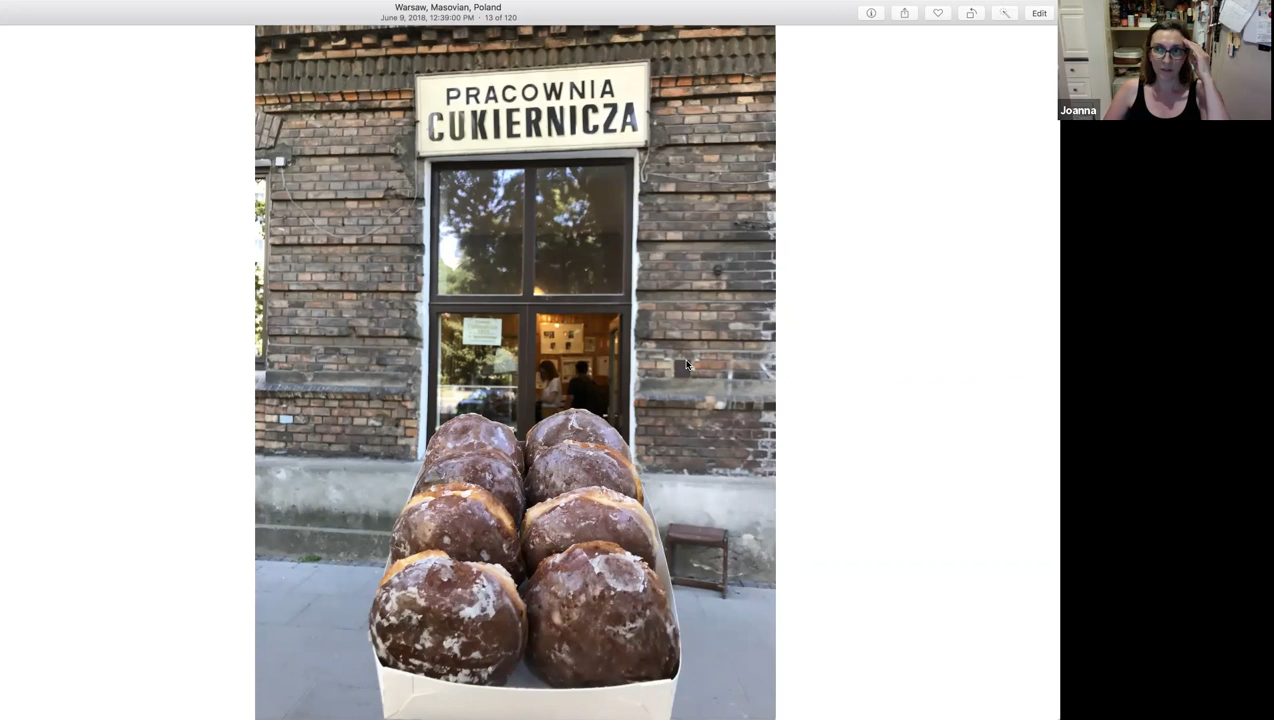 Warsaw, Masovian, Poland
June 9, 2018, 12:39:00 PM · 13 of 120
Edit
PRACOWNIA
CUKIERNICZA
Joanna